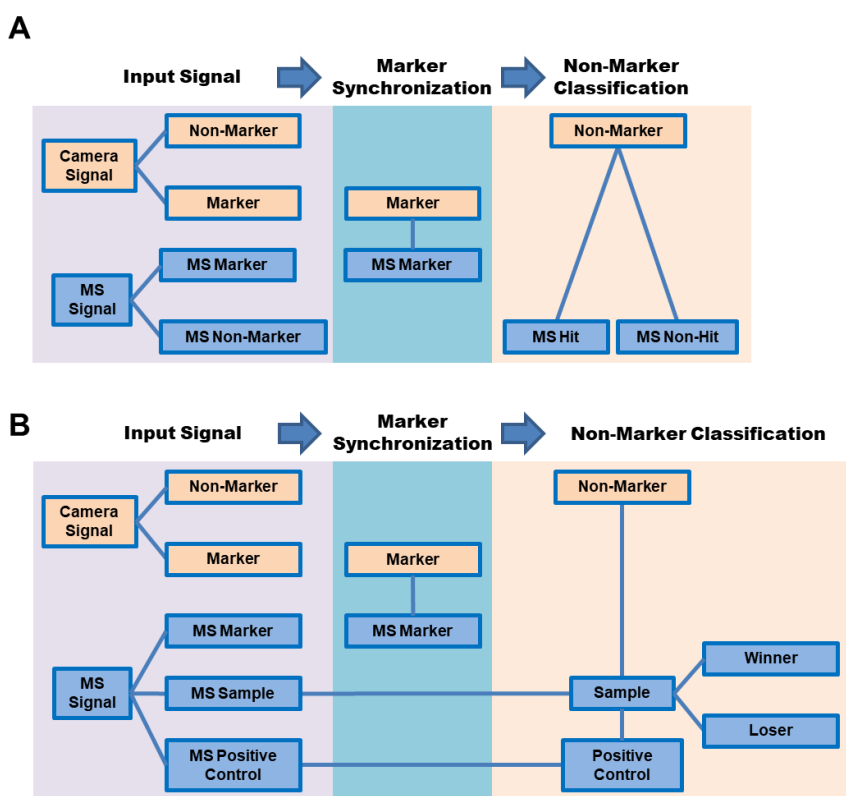 A
Input Signal
Marker
Synchronization
Non-Marker
Classification
Camera
Signal
Non-Marker
Marker
MS
Signal
MS Marker
MS Non-Marker
Marker
MS Marker
Non-Marker
MS Hit
MS Non-Hit
B
Input Signal
Marker
Synchronization
Non-Marker Classification
Camera
Signal
Non-Marker
Marker
MS
Signal
MS Marker
MS Sample
MS Positive
Control
Marker
MS Marker
Non-Marker
Sample
Positive
Control
Winner
Loser